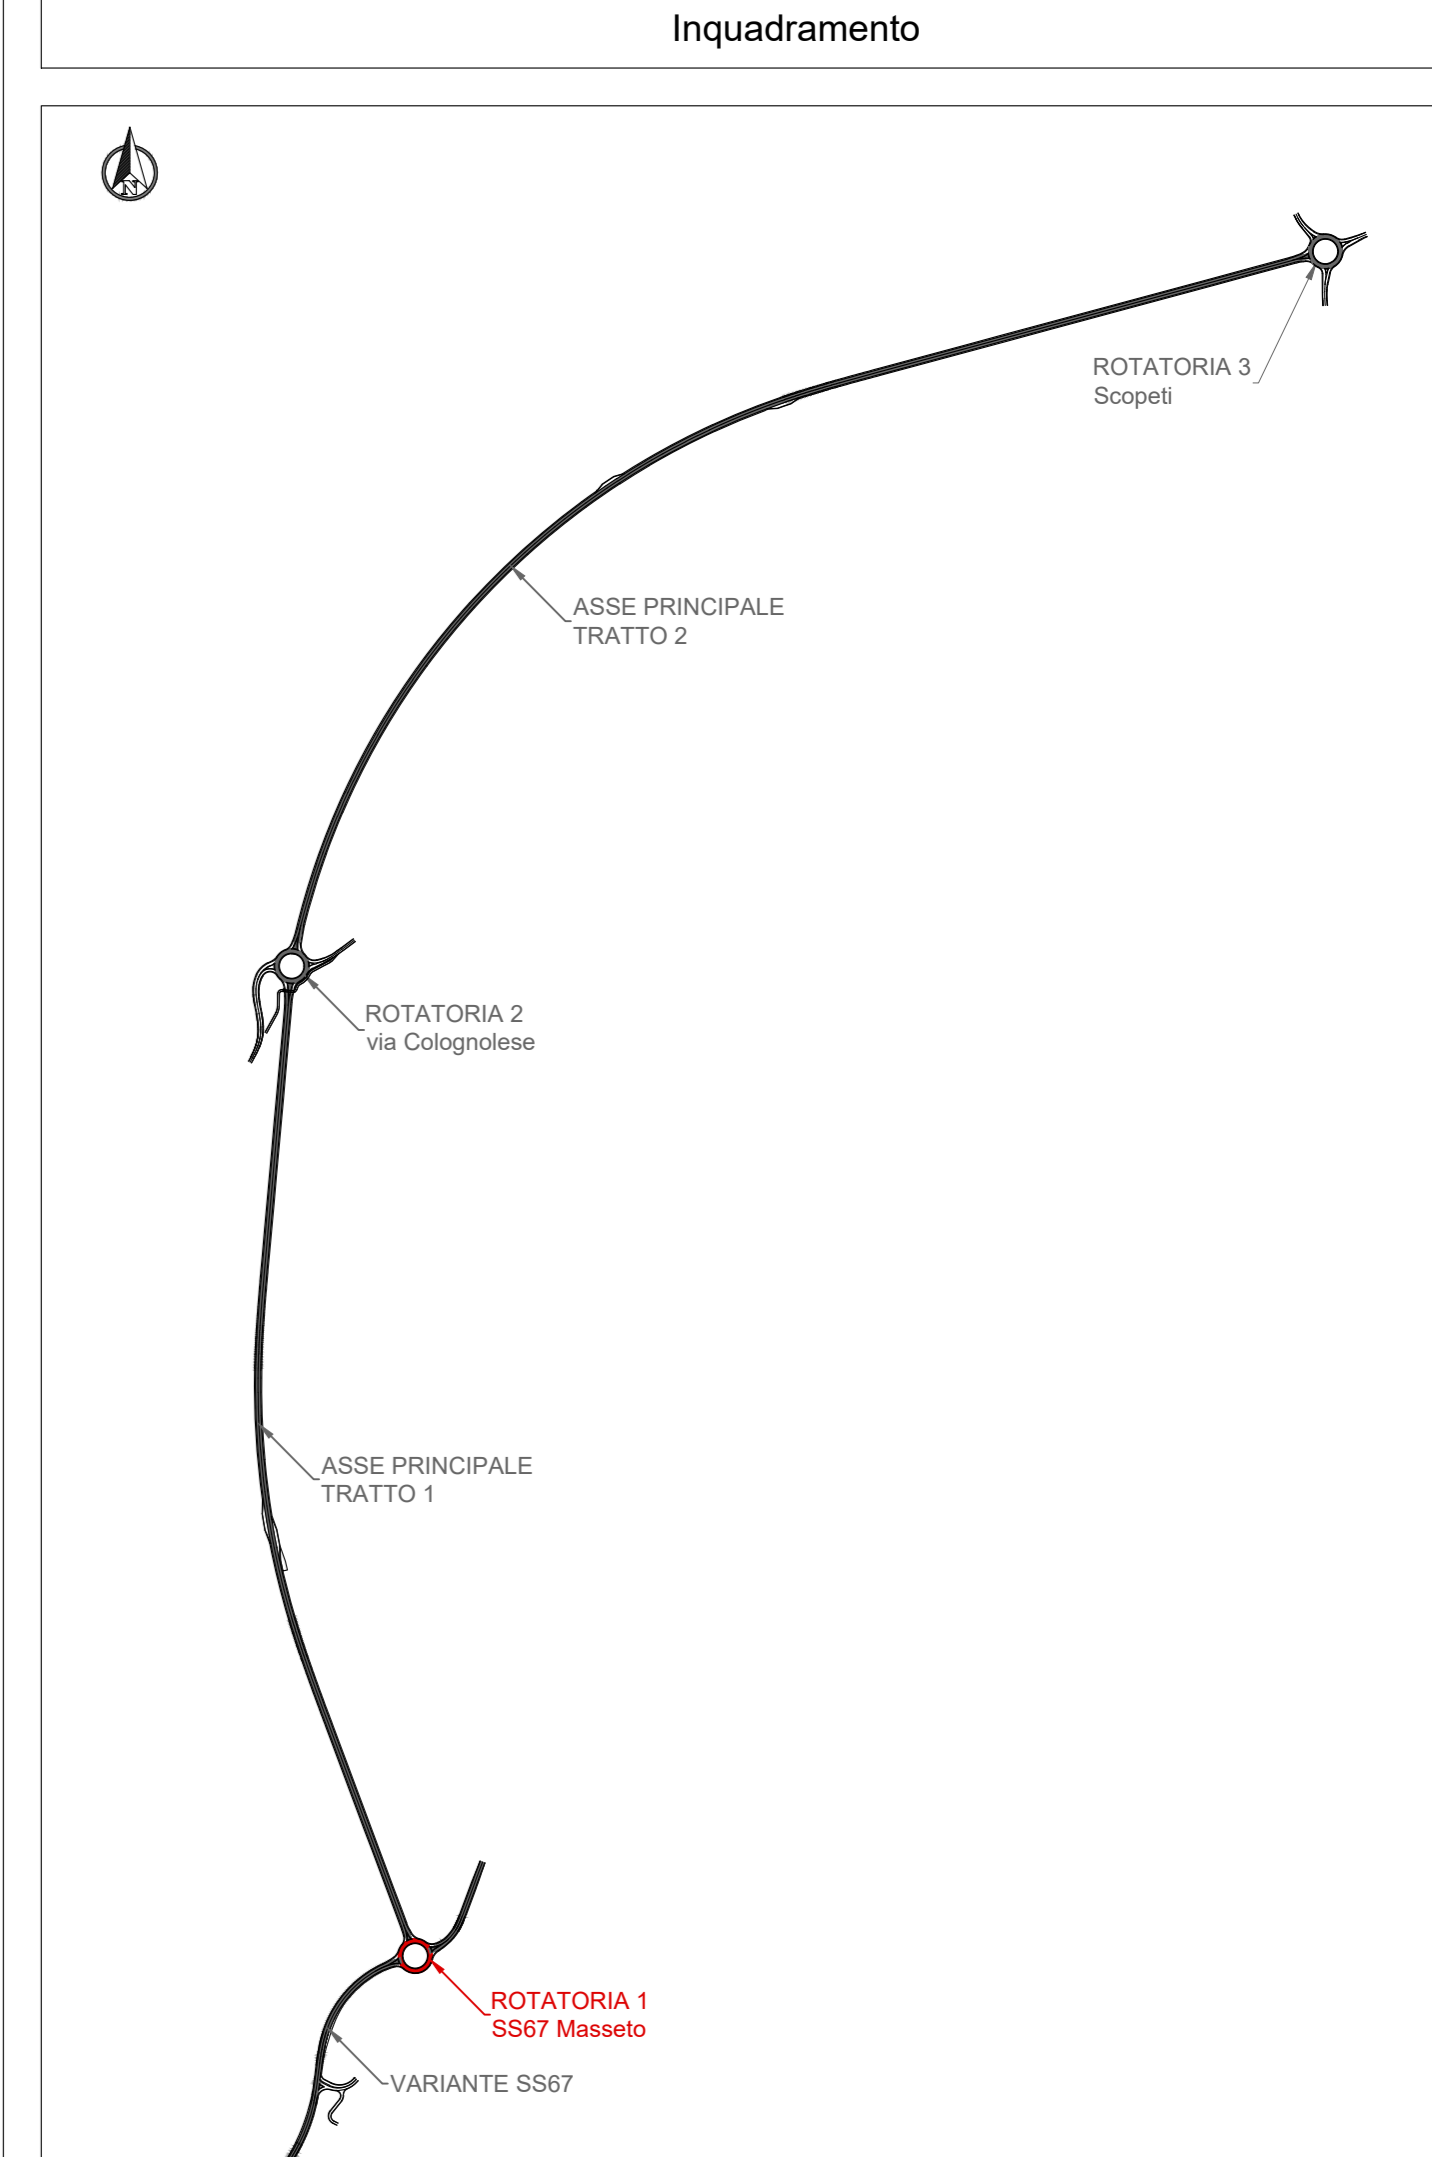 Inquadramento
N
ROTATORIA 3
Scopeti
ASSE PRINCIPALE
TRATTO 2
ROTATORIA 2
via Colognolese
ASSE PRINCIPALE
TRATTO 1
ROTATORIA 1
SS67 Masseto
VARIANTE SS67